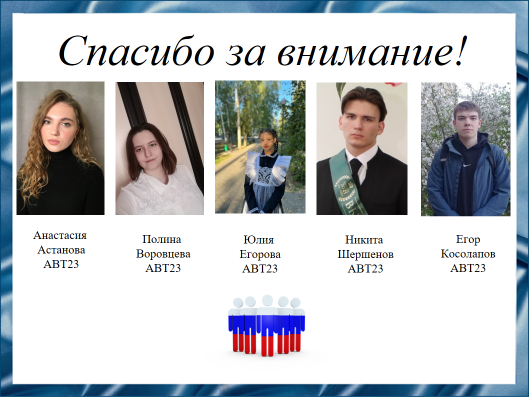 Спасибо за внимание!
Анастасия
Астанова
АВТ23
Полина
Воровцева
АВТ23
Юлия
Егорова
АВТ23
Никита
Шершенов
АВТ23
Егор
Косолапов
АВТ23